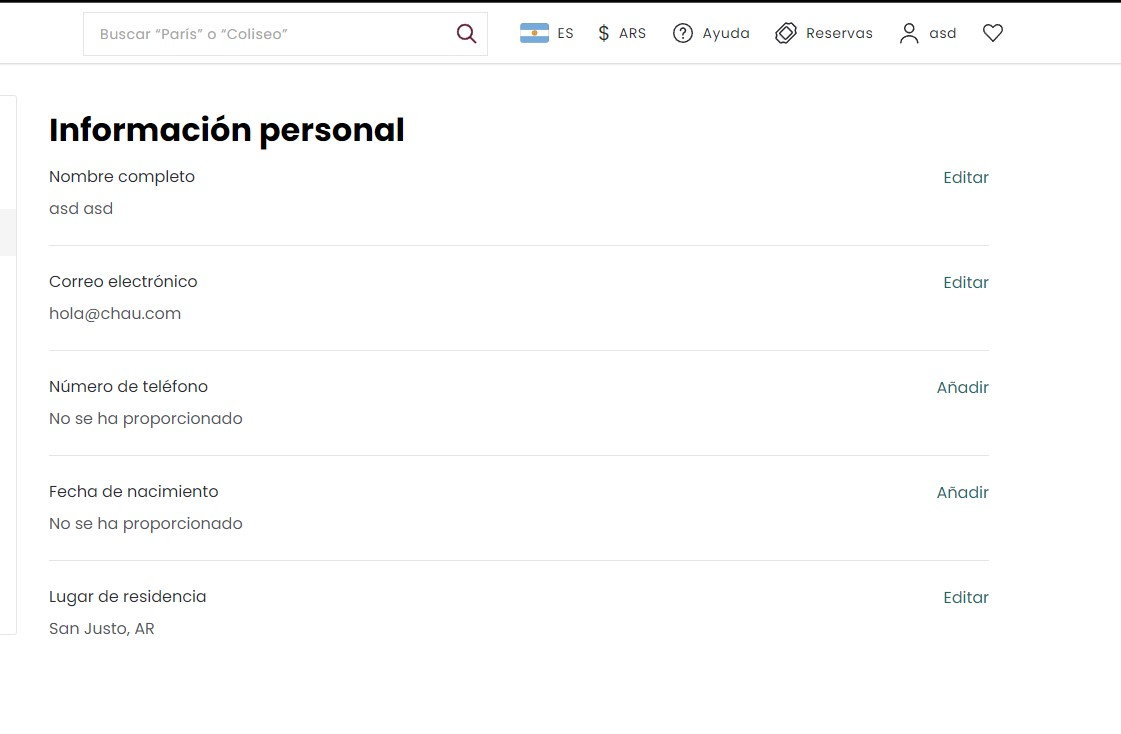 Buscar “París” o “Coliseo” ES $ ARS Ayuda Reservas asd
Información personal
Nombre completo Editar
asd asd
Correo electrónico Editar
hola@chau.com
Número de teléfono Añadir
No se ha proporcionado
Fecha de nacimiento Añadir
No se ha proporcionado
Lugar de residencia Editar
San Justo, AR